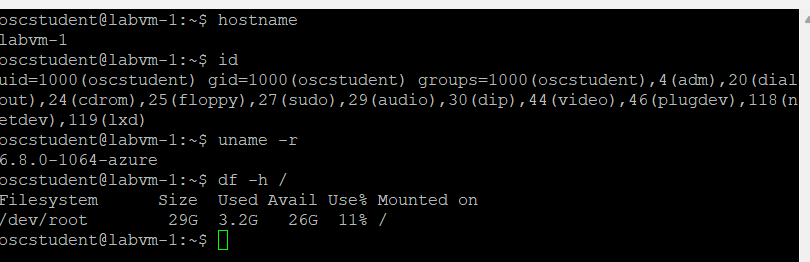 oscstudent@labvm-1:~$ hostname
labvm-1
oscstudent@labvm-1:~$ id
uid=1000(oscstudent) gid=1000(oscstudent) groups=1000(oscstudent),4(adm),20(dial
out),24(cdrom),25(floppy),27(sudo),29(audio),30(dip),44(video),46(plugdev),118(n
etdev),119(lxd)
oscstudent@labvm-1:~$ uname -r
6.8.0-1064-azure
oscstudent@labvm-1:~$ df -h /
Filesystem      Size  Used Avail Use% Mounted on
/dev/root        29G  3.2G   26G  11% /
oscstudent@labvm-1:~$